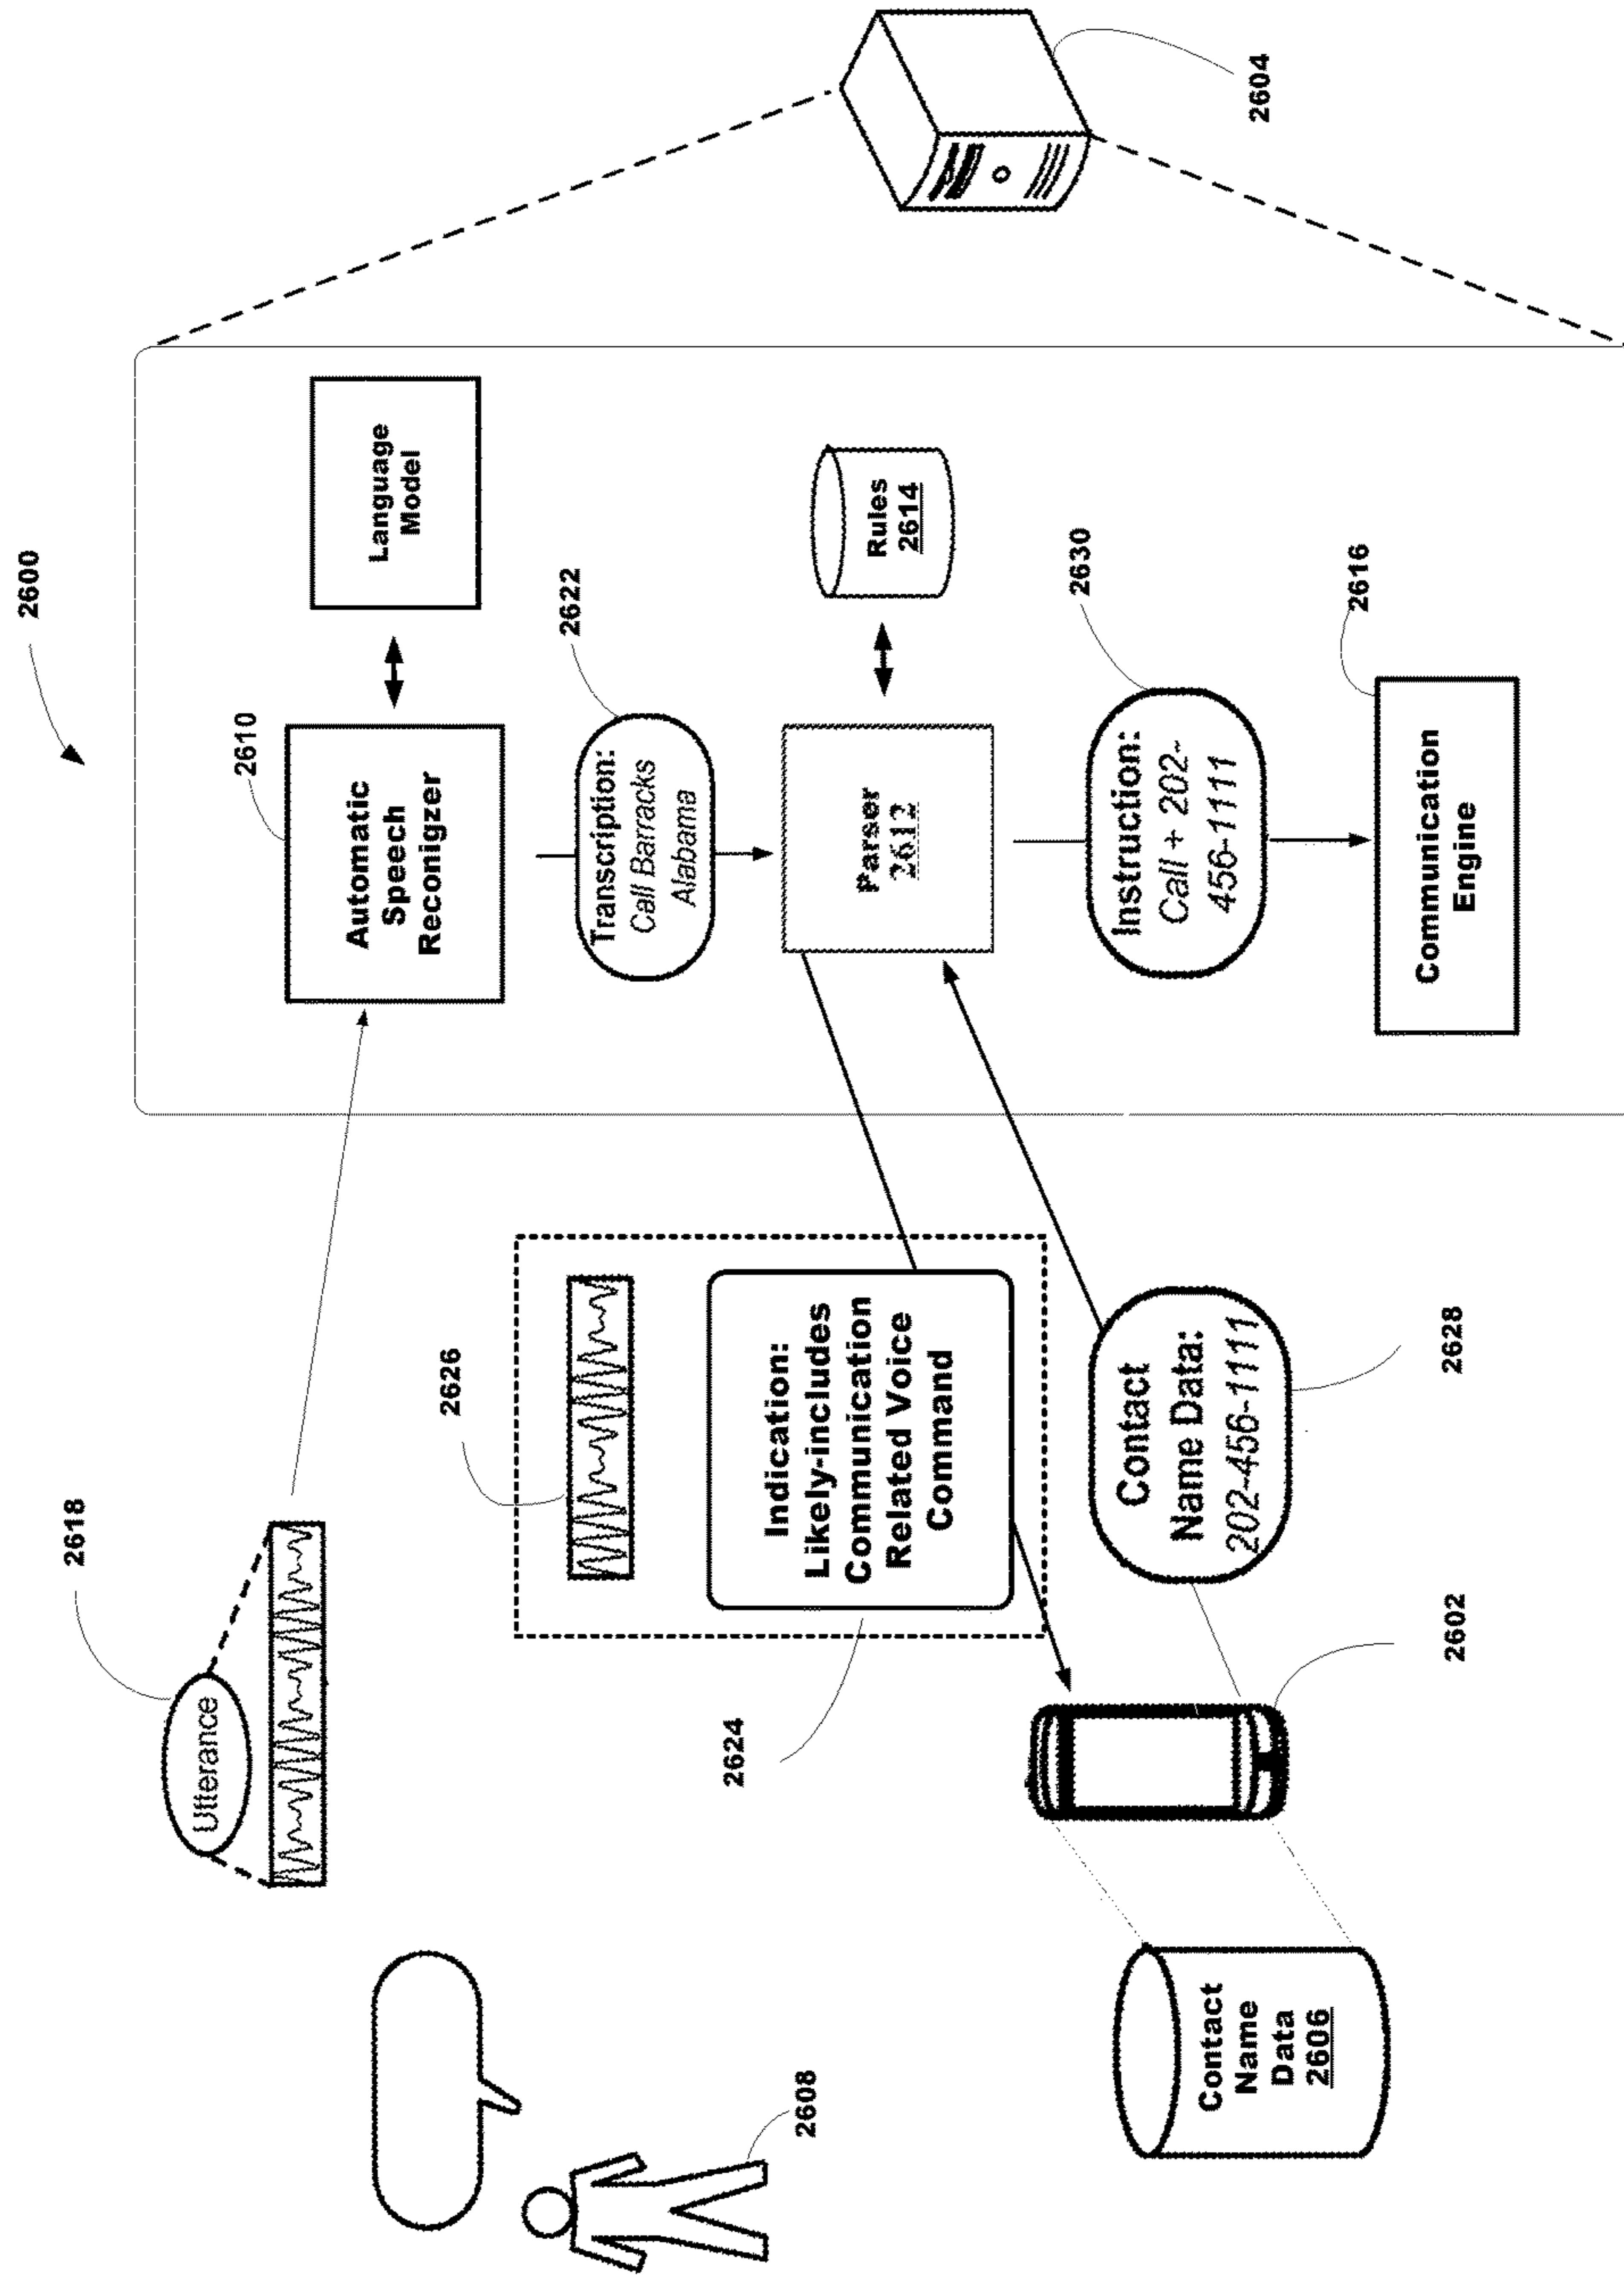 2600
2618
Utterance
2610
Automatic
Speech
Reconigzer
Language
Model
2622
Transcription:
Call Barracks
Alabama
2626
Indication:
Likely-includes
Communication
Related Voice
Command
2624
Parser
2612
Rules
2614
2608
Contact
Name
Data
2606
2602
Contact
Name Data:
202-456-1111
2628
2630
Instruction:
Call + 202-
456-1111
2616
Communication
Engine
2604